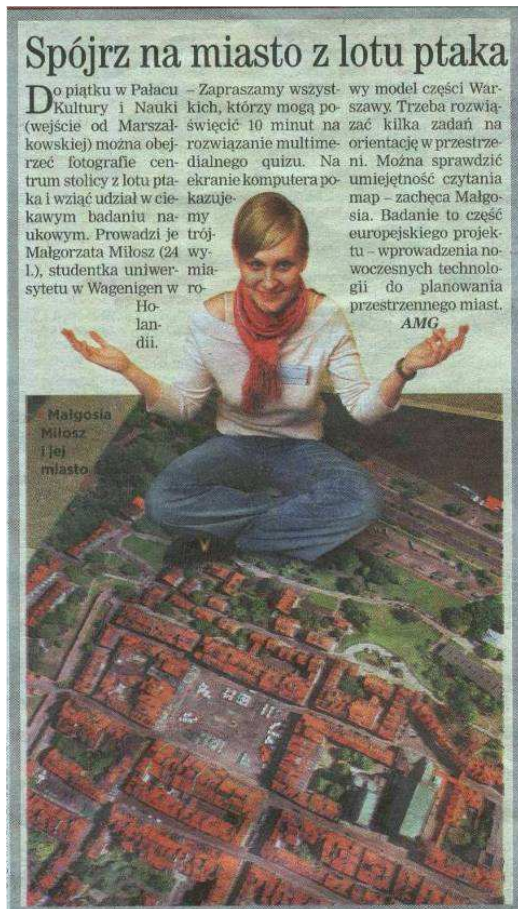 Spójrz na miasto z lotu ptaka
Do piątku w Pałacu
Kultury i Nauki
(wejście od Marszał-
kowskiej) można obej-
rzeć fotografie cen-
trum stolicy z lotu pta-
ka i wziąć udział w cie-
kawym badaniu na-
ukowym. Prowadzi je
Małgorzata Miłosz (24
l.), studentka uniwer-
sytetu w Wagenigen w
Ho-
lan-
dii.
– Zapraszamy wszyst-
kich, którzy mogą po-
święcić 10 minut na
rozwiązanie multime-
dialnego quizu. Na
ekranie komputera po-
kazuje-
my
trój-
wy-
mia-
ro-
wy model części War-
szawy. Trzeba rozwią-
zać kilka zadań na
orientację w przestrze-
ni. Można sprawdzić
umiejętność czytania
map – zachęca Małgo-
sia. Badanie to część
europejskiego projek-
tu – wprowadzenia no-
woczesnych technolo-
gii do planowania
przestrzennego miast.
AMG
Małgosia
Miłosz
i jej
miasto